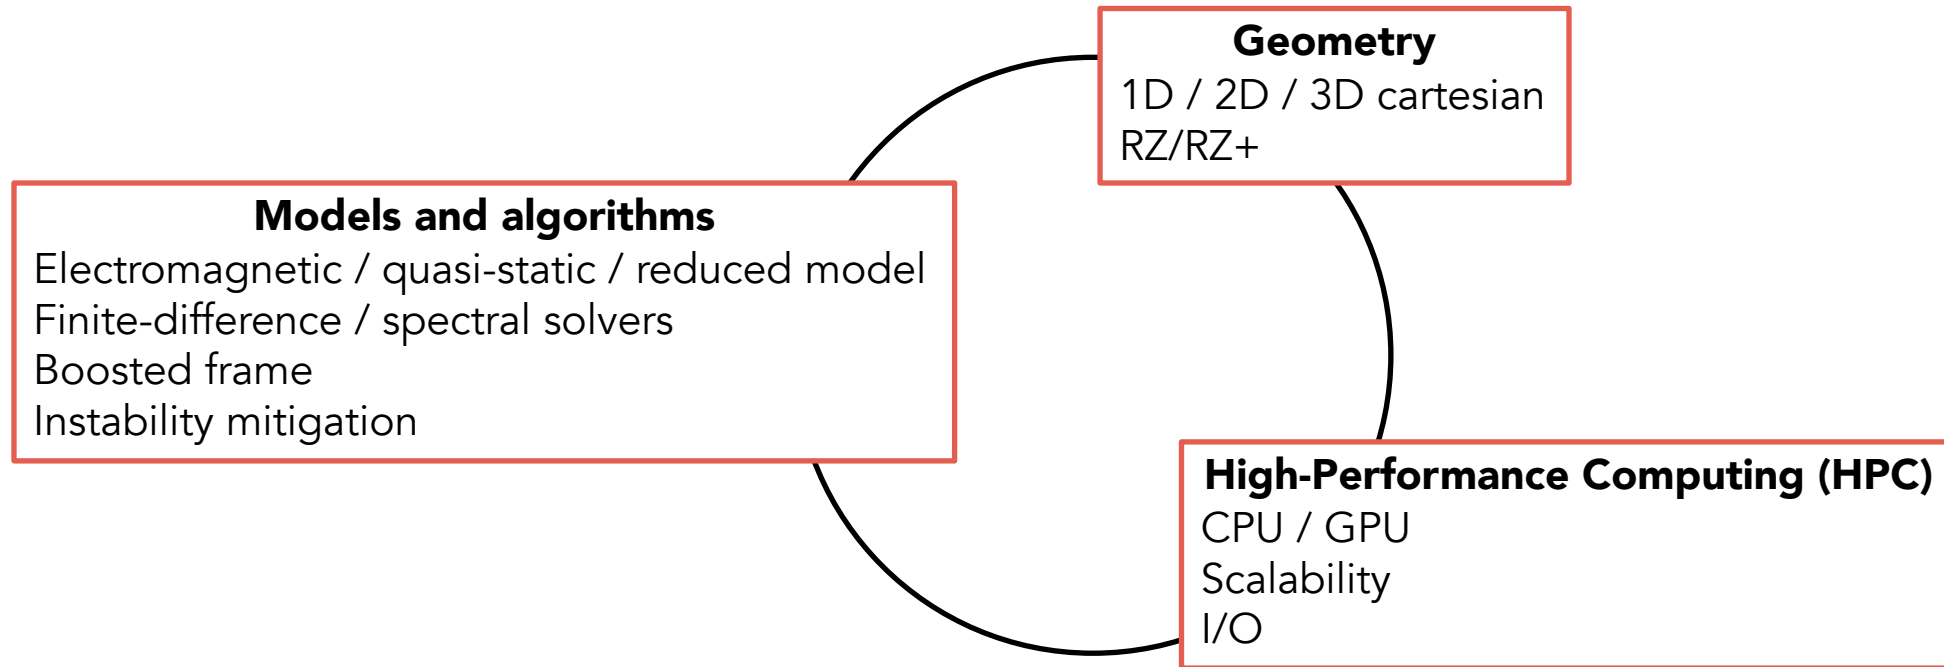 Geometry
1D / 2D / 3D cartesian
RZ/RZ+
Models and algorithms
Electromagnetic / quasi-static / reduced model
Finite-difference / spectral solvers
Boosted frame
Instability mitigation
High-Performance Computing (HPC)
CPU / GPU
Scalability
I/O